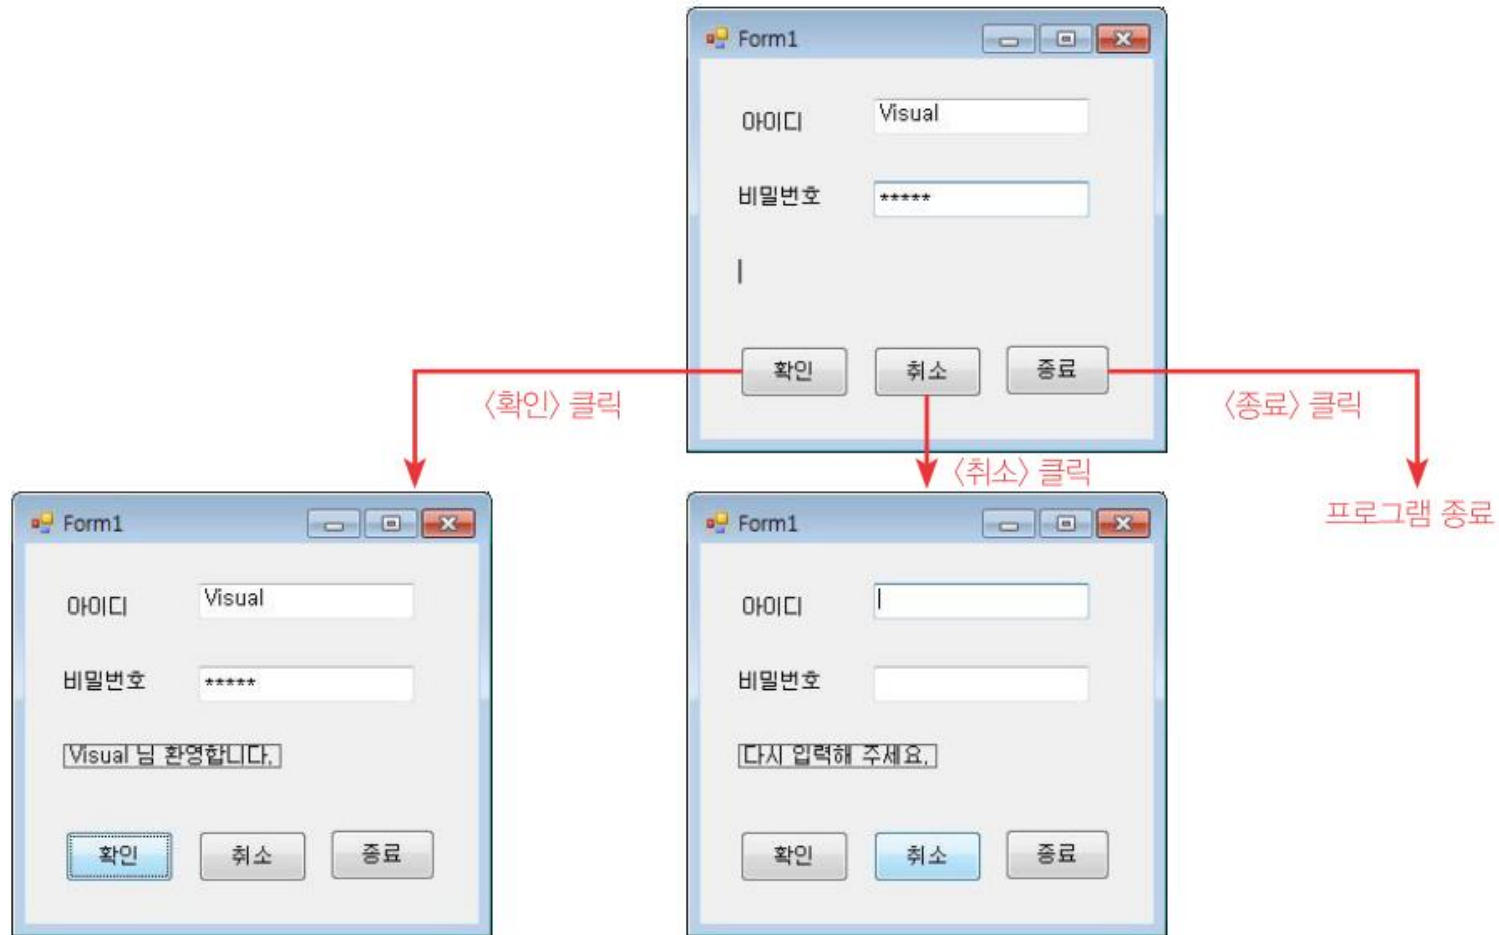 Form1
아이디
Visual
비밀번호
*****
확인
취소
종료
〈확인〉 클릭
〈취소〉 클릭
〈종료〉 클릭
프로그램 종료
Form1
아이디
Visual
비밀번호
*****
Visual 님 환영합니다.
확인
취소
종료
Form1
아이디
비밀번호
다시 입력해 주세요.
확인
취소
종료